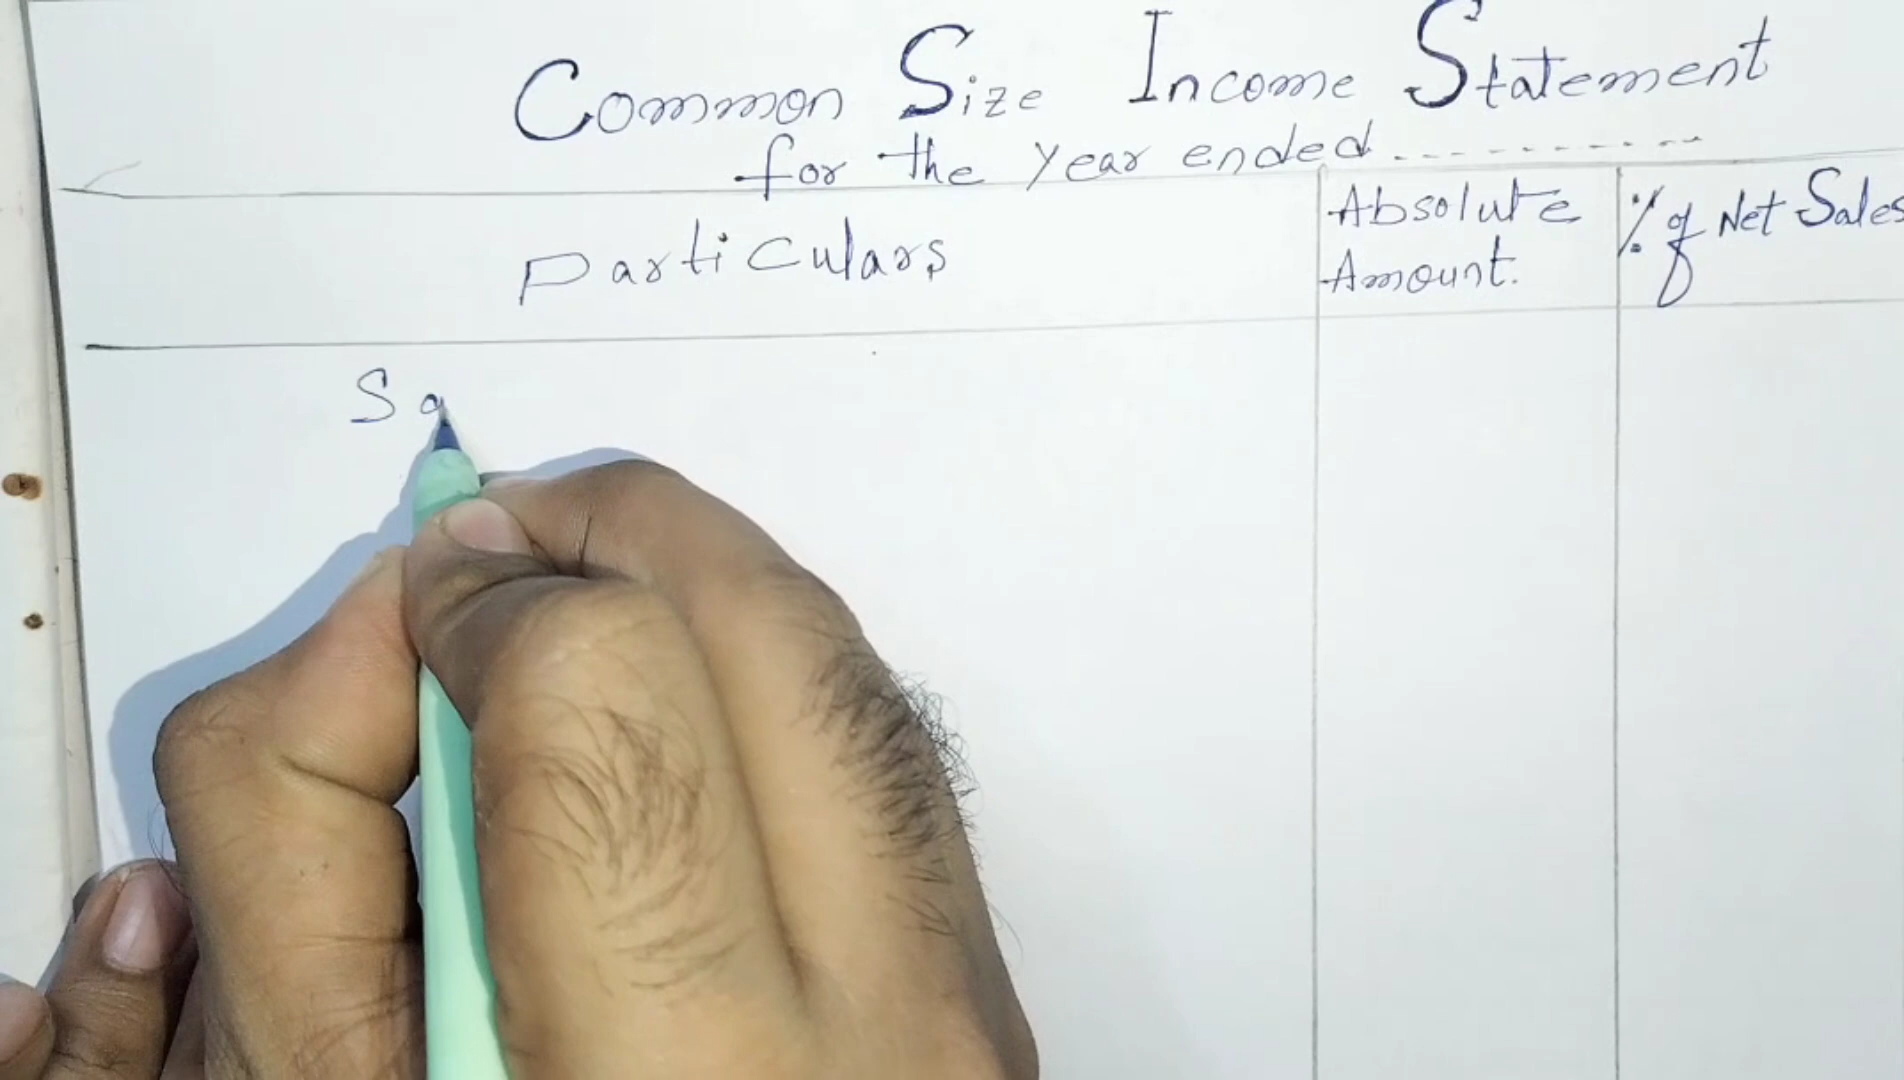 Common Size Income Statement
for the Year ended..........
Particulars
Absolute
Amount.
% of Net Sales
Sa